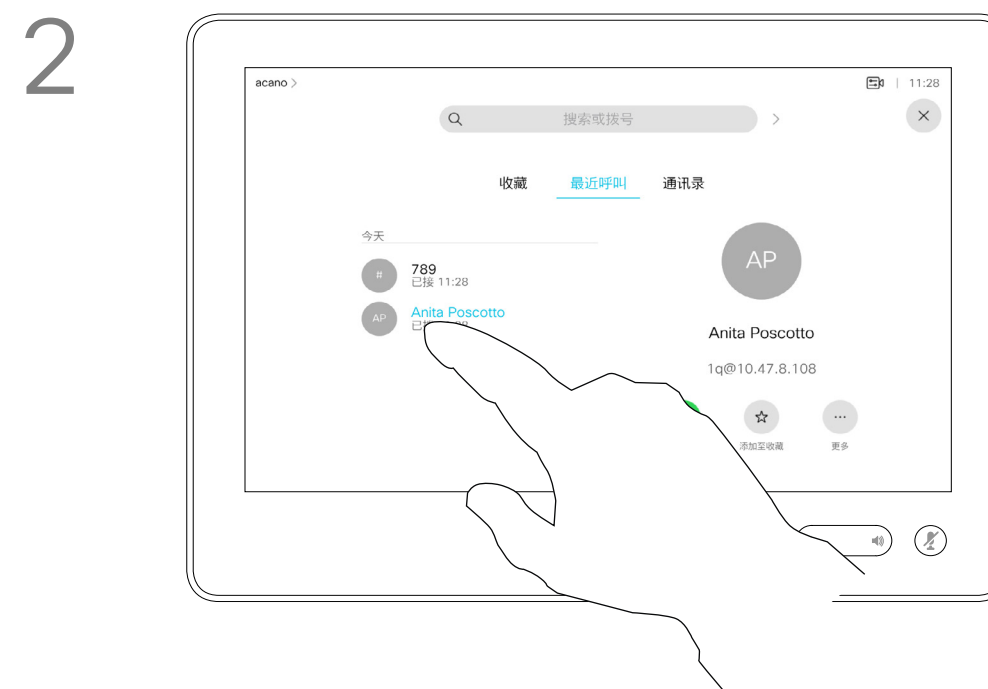 2
acano >
11:28
搜索或拨号
收藏 最近呼叫 通讯录
今天
#
789
已接 11:28
AP
Anita Poscotto
AP
Anita Poscotto
1q@10.47.8.108
添加至收藏
更多